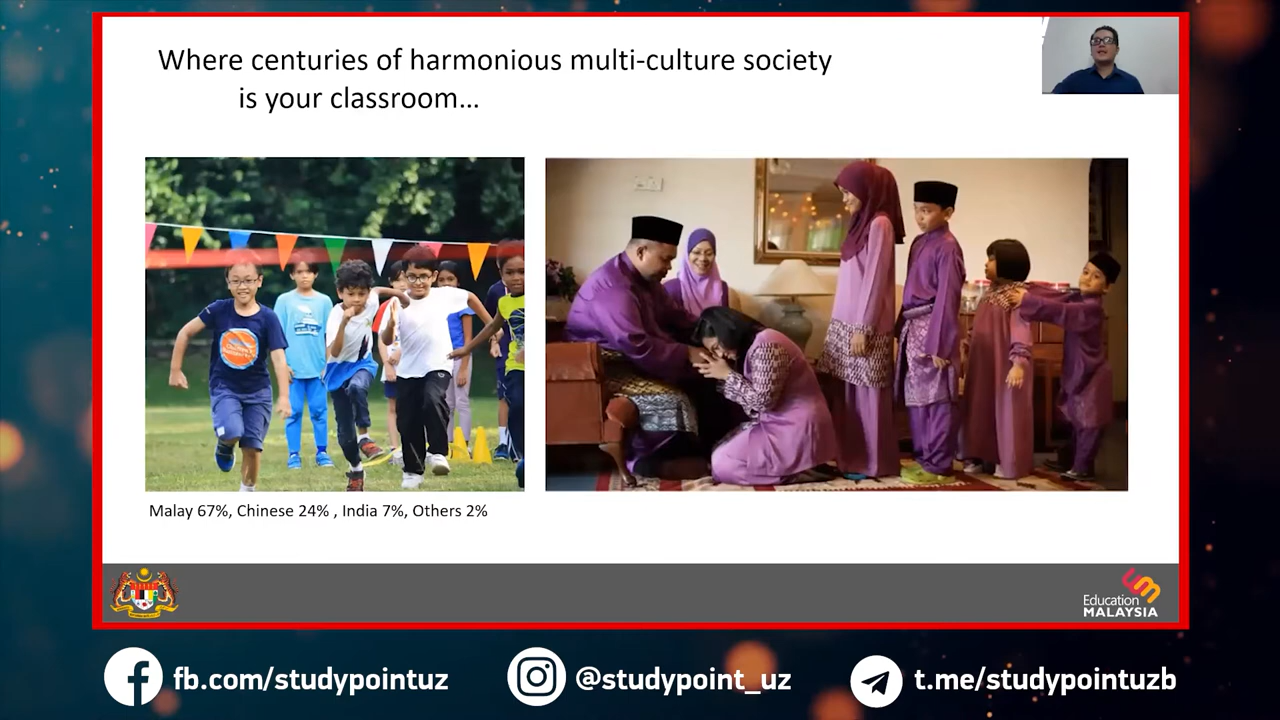 Where centuries of harmonious multi-culture society
is your classroom...
Malay 67%, Chinese 24% , India 7%, Others 2%
Education
MALAYSIA
fb.com/studypointuz
@studypoint_uz
t.me/studypointuzb